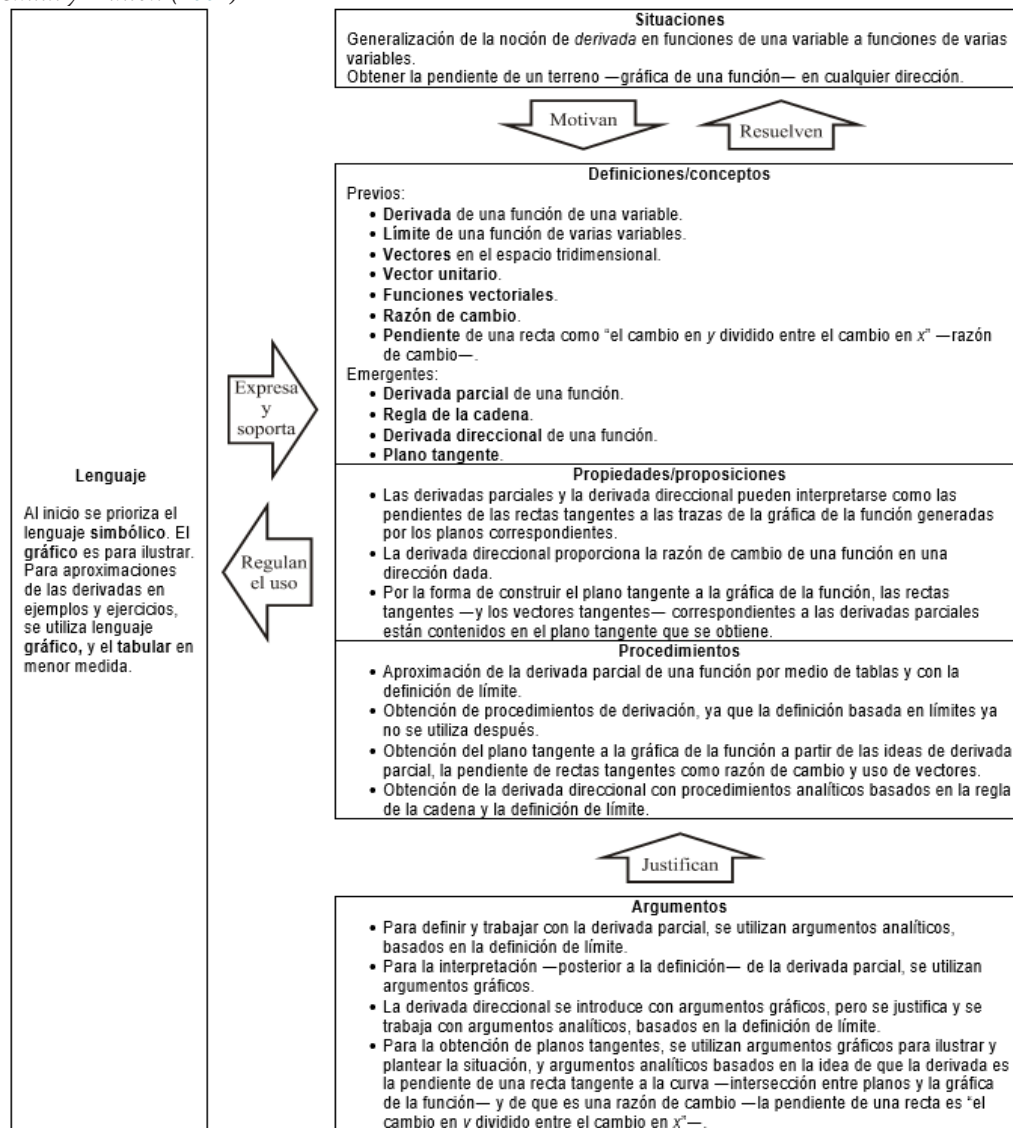 Situaciones
Generalización de la noción de derivada en funciones de una variable a funciones de varias
variables.
Obtener la pendiente de un terreno —gráfica de una función— en cualquier dirección.
Motivan
Resuelven
Definiciones/conceptos
Previos:
• Derivada de una función de una variable.
• Límite de una función de varias variables.
• Vectores en el espacio tridimensional.
• Vector unitario.
• Funciones vectoriales.
• Razón de cambio.
• Pendiente de una recta como “el cambio en y dividido entre el cambio en x” —razón
de cambio—.
Emergentes:
• Derivada parcial de una función.
• Regla de la cadena.
• Derivada direccional de una función.
• Plano tangente.
Expresa
y
soporta
Lenguaje
Al inicio se prioriza el
lenguaje simbólico. El
gráfico es para ilustrar.
Para aproximaciones
de las derivadas en
ejemplos y ejercicios,
se utiliza lenguaje
gráfico, y el tabular en
menor medida.
Regulan
el uso
Propiedades/proposiciones
• Las derivadas parciales y la derivada direccional pueden interpretarse como las
pendientes de las rectas tangentes a las trazas de la gráfica de la función generadas
por los planos correspondientes.
• La derivada direccional proporciona la razón de cambio de una función en una
dirección dada.
• Por la forma de construir el plano tangente a la gráfica de la función, las rectas
tangentes —y los vectores tangentes— correspondientes a las derivadas parciales
están contenidos en el plano tangente que se obtiene.
Procedimientos
• Aproximación de la derivada parcial de una función por medio de tablas y con la
definición de límite.
• Obtención de procedimientos de derivación, ya que la definición basada en límites ya
no se utiliza después.
• Obtención del plano tangente a la gráfica de la función a partir de las ideas de derivada
parcial, la pendiente de rectas tangentes como razón de cambio y uso de vectores.
• Obtención de la derivada direccional con procedimientos analíticos basados en la regla
de la cadena y la definición de límite.
Justifican
Argumentos
• Para definir y trabajar con la derivada parcial, se utilizan argumentos analíticos,
basados en la definición de límite.
• Para la interpretación —posterior a la definición— de la derivada parcial, se utilizan
argumentos gráficos.
• La derivada direccional se introduce con argumentos gráficos, pero se justifica y se
trabaja con argumentos analíticos, basados en la definición de límite.
• Para la obtención de planos tangentes, se utilizan argumentos gráficos para ilustrar y
plantear la situación, y argumentos analíticos basados en la idea de que la derivada es
la pendiente de una recta tangente a la curva —intersección entre planos y la gráfica
de la función— y de que es una razón de cambio —la pendiente de una recta es “el
cambio en y dividido entre el cambio en x”—.